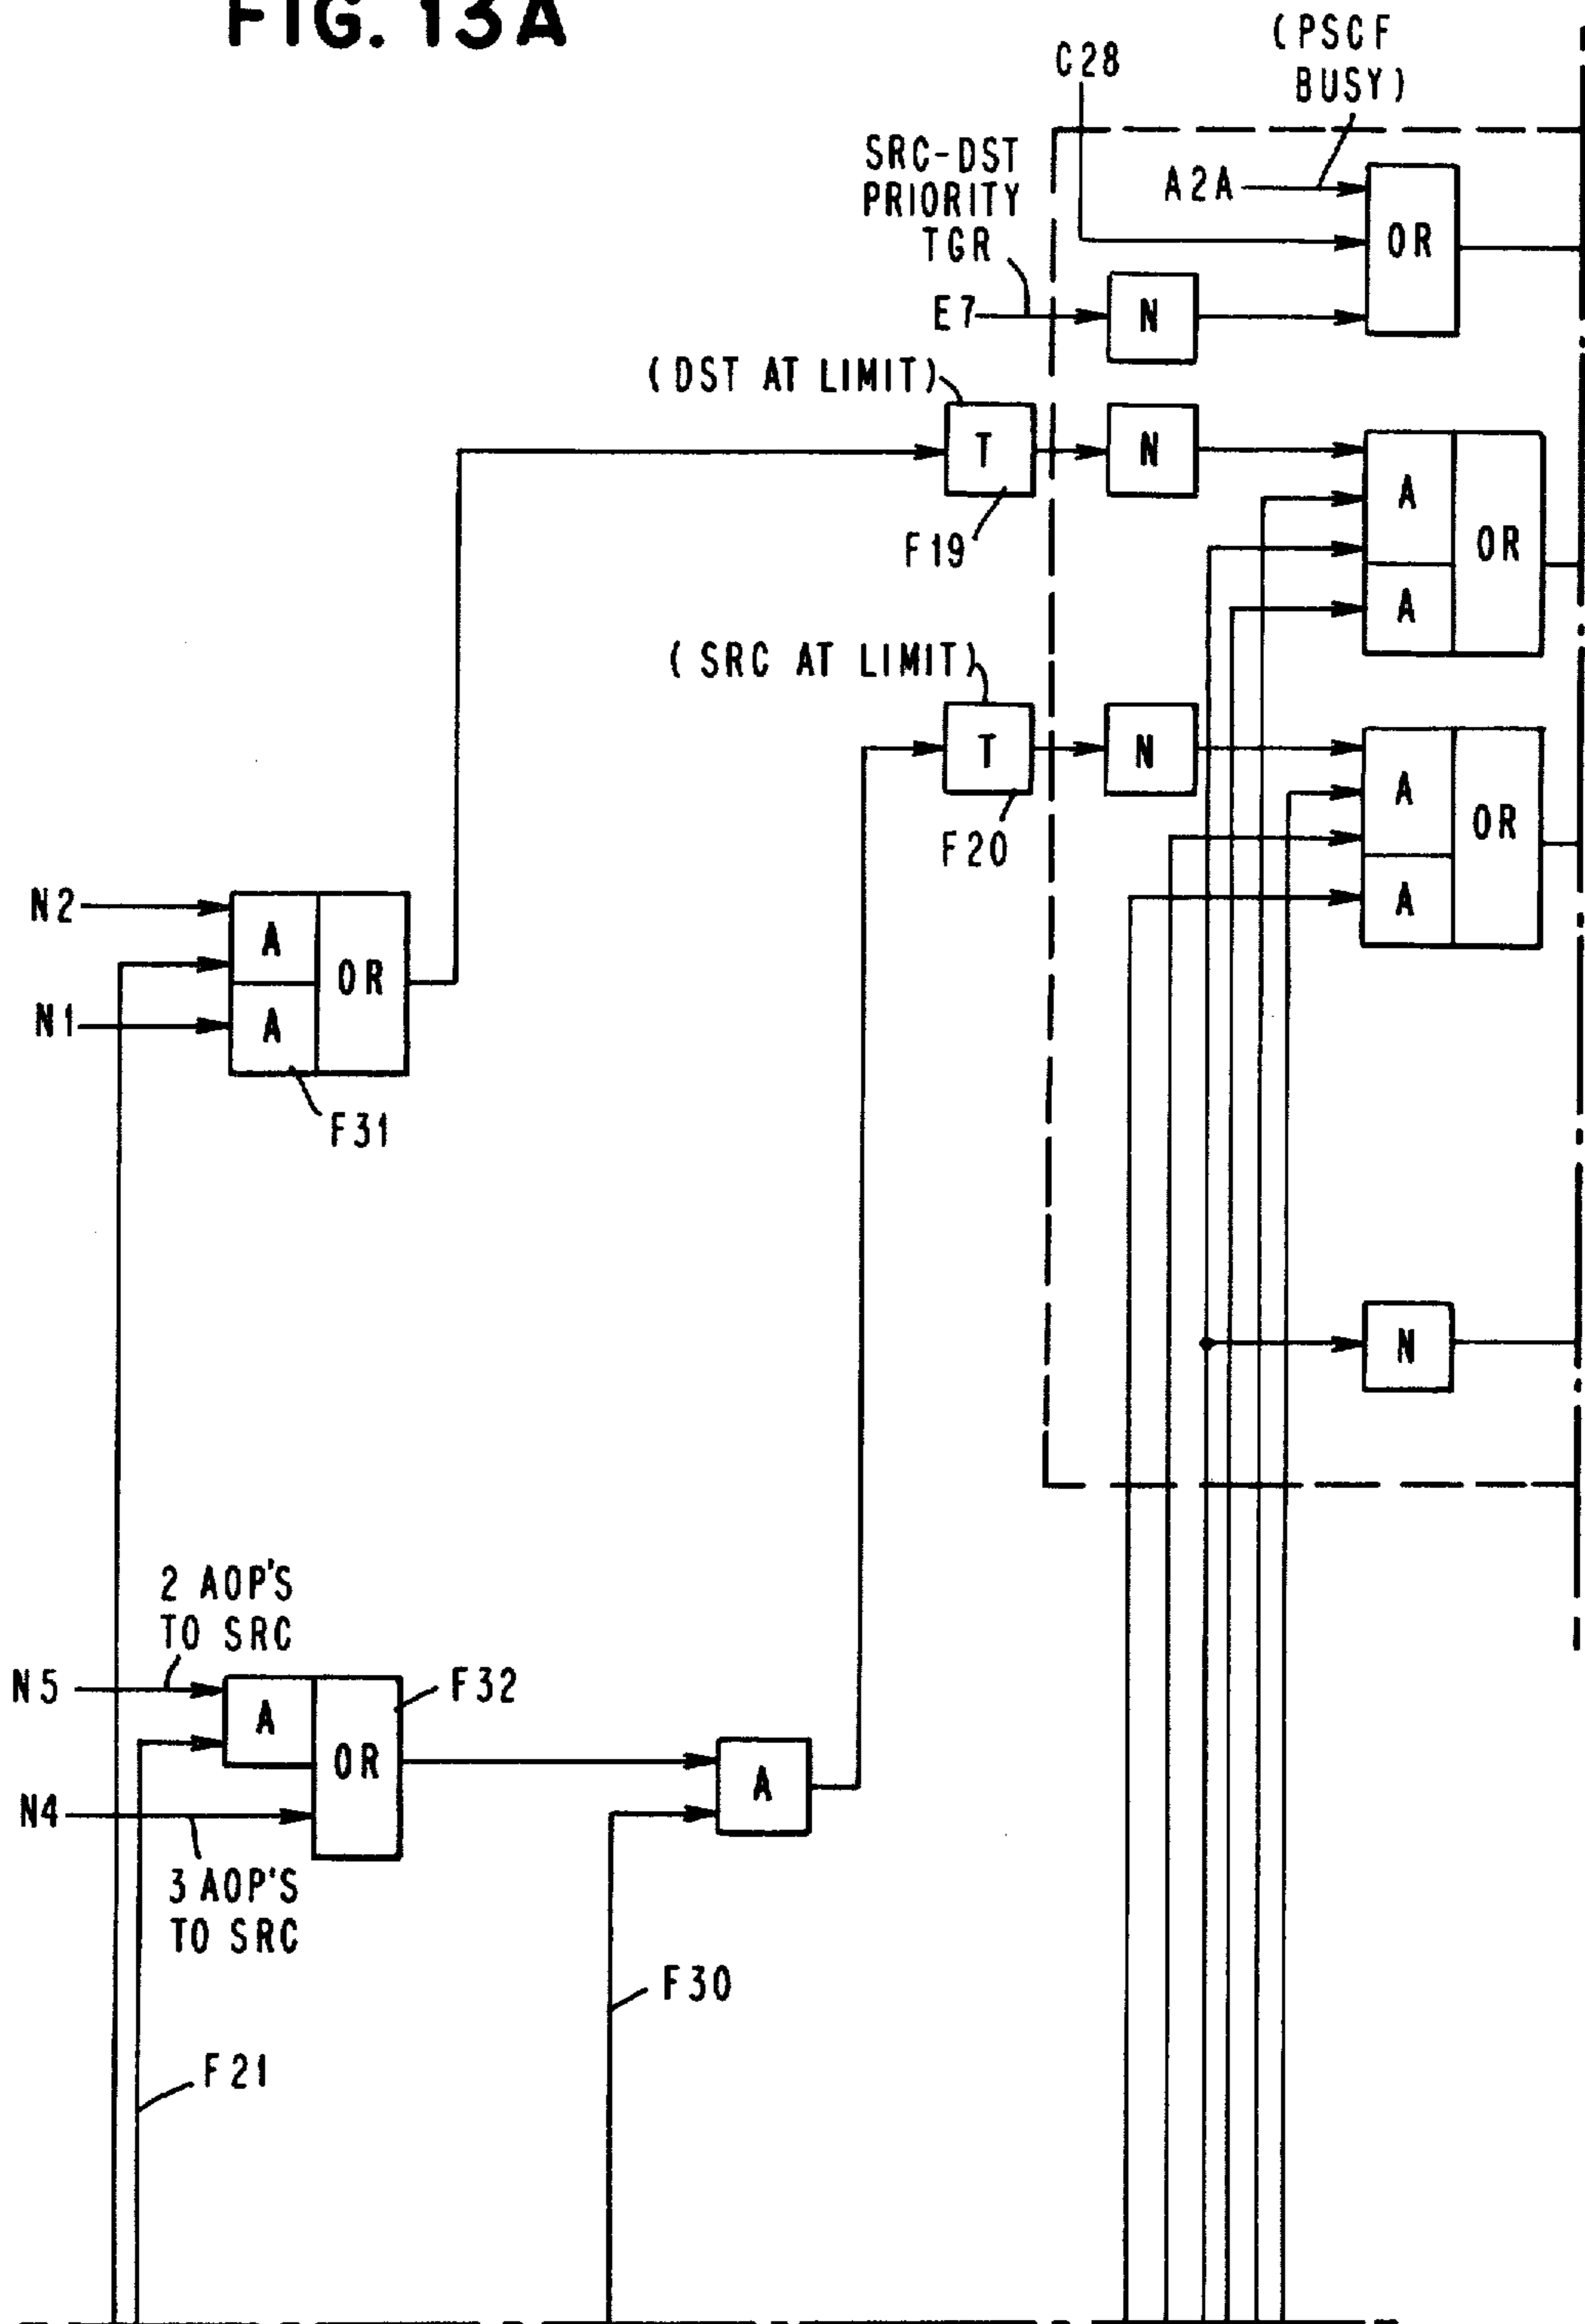 FIG. 13A
C28
(PSCF
BUSY)
SRC-DST
PRIORITY
TGR
A2A
OR
E7
N
(DST AT LIMIT)
T
N
A
OR
F19
A
(SRC AT LIMIT)
T
N
A
OR
F20
A
N2
A
OR
N1
A
F31
N
2 AOP'S
TO SRC
N5
A
F32
OR
A
N4
3 AOP'S
TO SRC
F30
F21